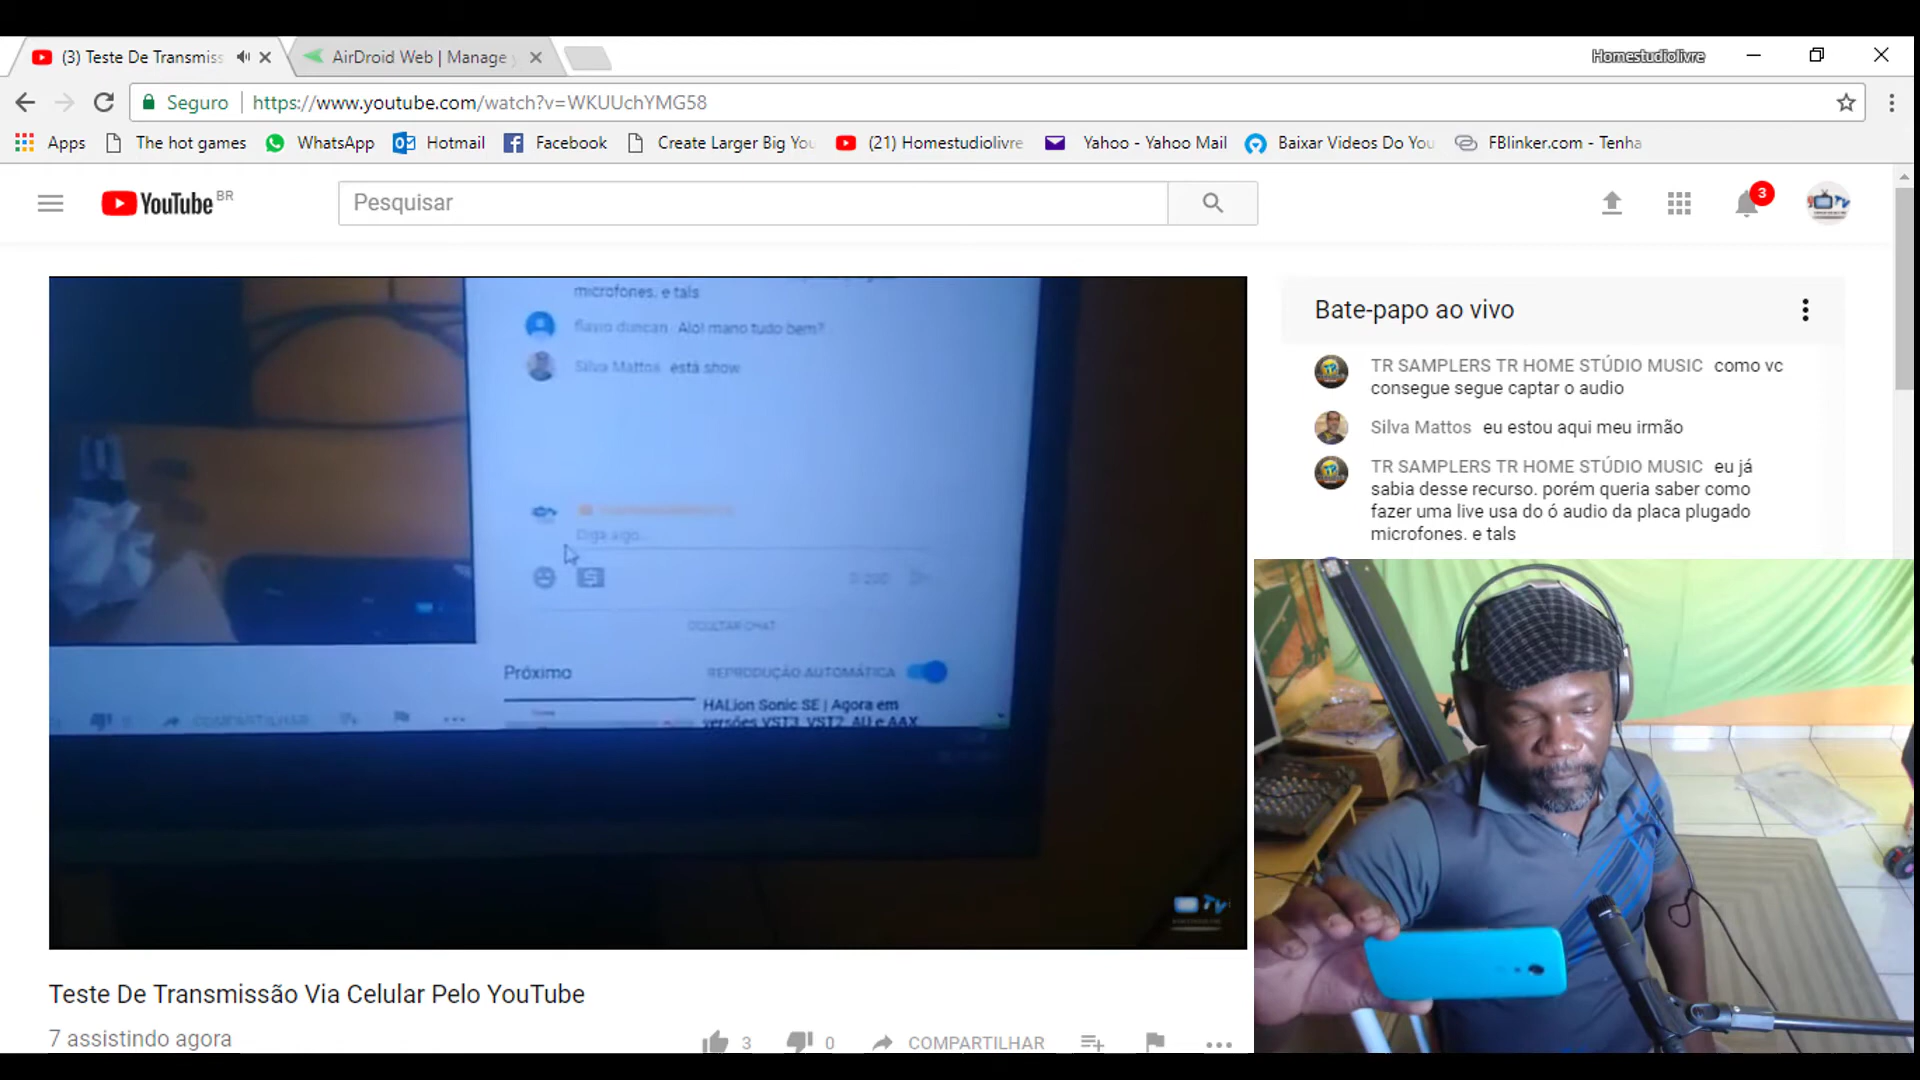 (3) Teste De Transmiss
AirDroid Web | Manage
Homestudiolivre
Seguro
https://www.youtube.com/watch?v=WKUUchYMG58
Apps
The hot games
WhatsApp
Hotmail
Facebook
Create Larger Big You
(21) Homestudiolivre
Yahoo - Yahoo Mail
Baixar Videos Do You
FBlinker.com - Tenha
YouTube BR
Pesquisar
3
microfones. e tals
flavio duncan Alo! mano tudo bem?
Silva Mattos está show
Diga algo...
0/200
OCULTAR CHAT
Próximo
REPRODUÇÃO AUTOMÁTICA
HALion Sonic SE | Agora em
versões VST3, VST2, AU e AAX
COMPARTILHAR
TV
Bate-papo ao vivo
TR SAMPLERS TR HOME STÚDIO MUSIC como vc
consegue segue captar o audio
Silva Mattos eu estou aqui meu irmão
TR SAMPLERS TR HOME STÚDIO MUSIC eu já
sabia desse recurso. porém queria saber como
fazer uma live usa do ó audio da placa plugado
microfones. e tals
Teste De Transmissão Via Celular Pelo YouTube
7 assistindo agora
3
0
COMPARTILHAR